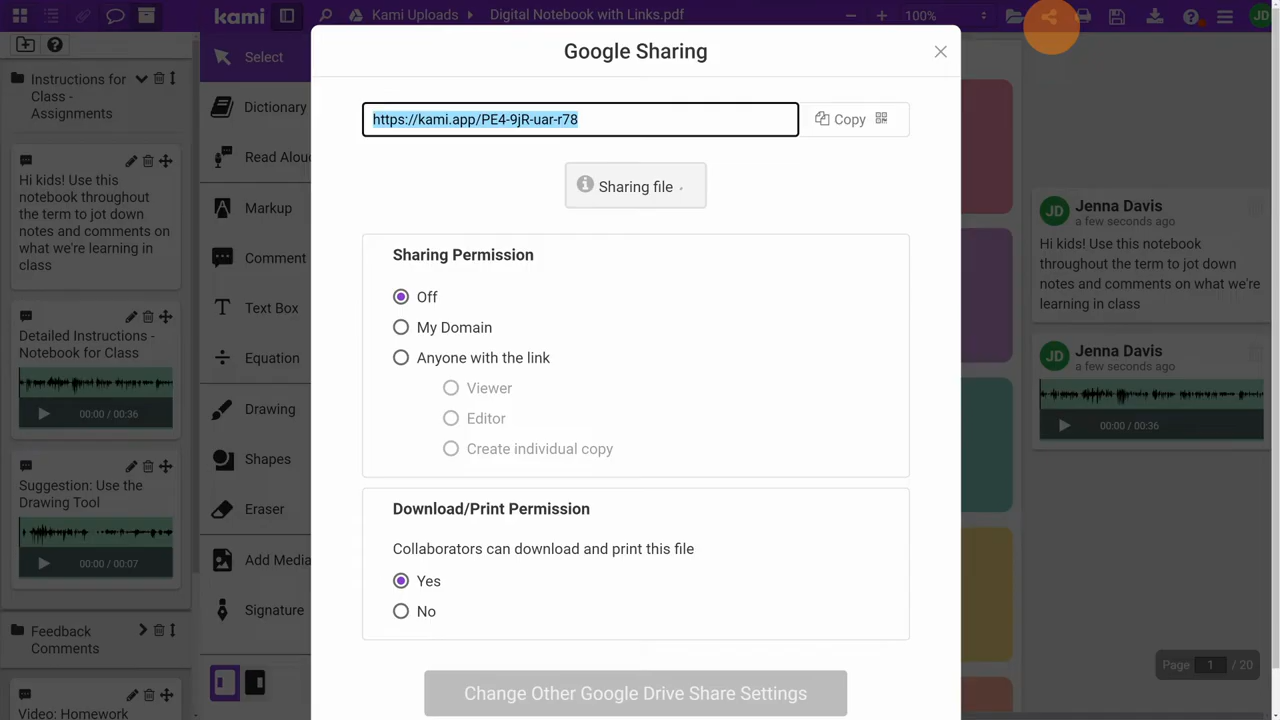 kami
Kami Uploads
Digital Notebook with Links.pdf
100%
JD
Google Sharing
https://kami.app/PE4-9jR-uar-r78
Copy
Sharing file
Sharing Permission
Off
My Domain
Anyone with the link
Viewer
Editor
Create individual copy
Download/Print Permission
Collaborators can download and print this file
Yes
No
Change Other Google Drive Share Settings
Instructions for
Class -
Assignments
Hi kids! Use this
notebook throughout
the term to jot down
notes and comments on
what we're learning in
class
Detailed Instructions -
Notebook for Class
00:00 / 00:36
Suggestion: Use the
Drawing Tool
00:00 / 00:07
Feedback
Comments
Video: Homework
Select
Dictionary
Read Alou
Markup
Comment
Text Box
Equation
Drawing
Shapes
Eraser
Add Media
Signature
JD
Jenna Davis
a few seconds ago
Hi kids! Use this notebook
throughout the term to jot down
notes and comments on what we're
learning in class
JD
Jenna Davis
a few seconds ago
00:00 / 00:36
Page 1 / 20